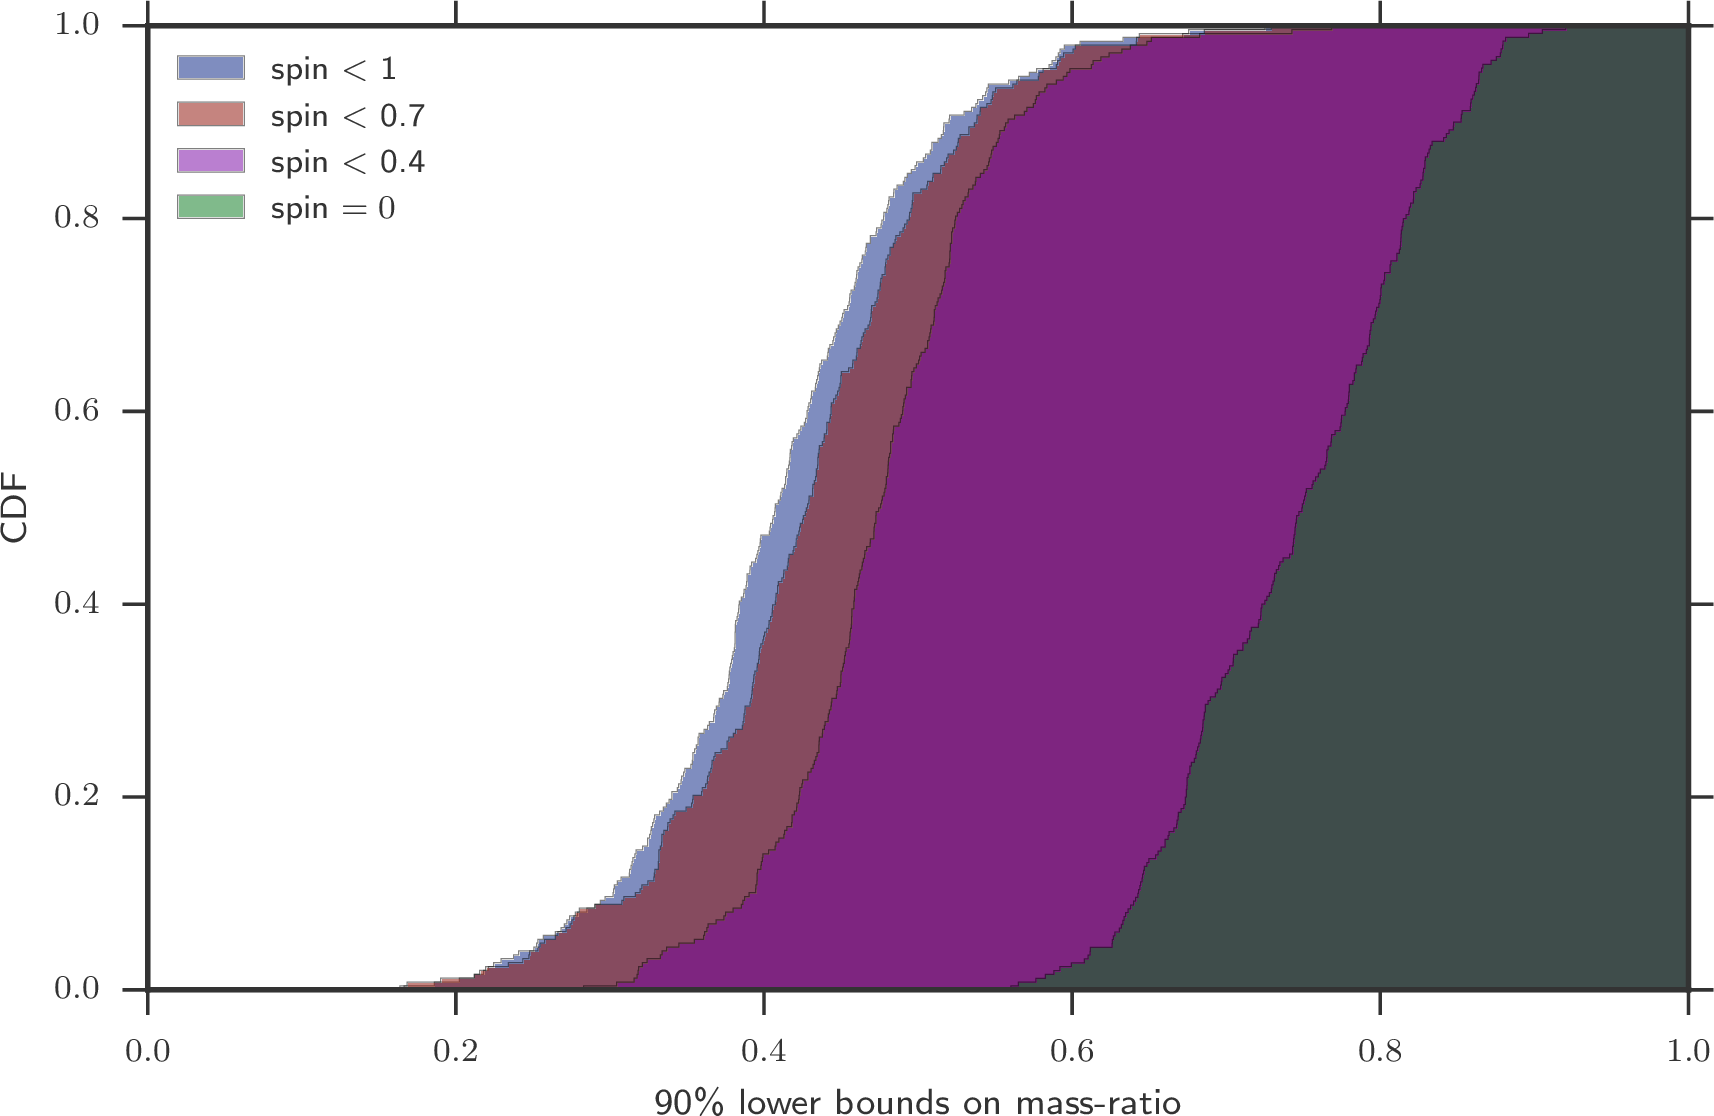 1.0
0.8
0.6
0.4
0.2
0.0
CDF
spin < 1
spin < 0.7
spin < 0.4
spin = 0
0.0 0.2 0.4 0.6 0.8 1.0
90% lower bounds on mass-ratio